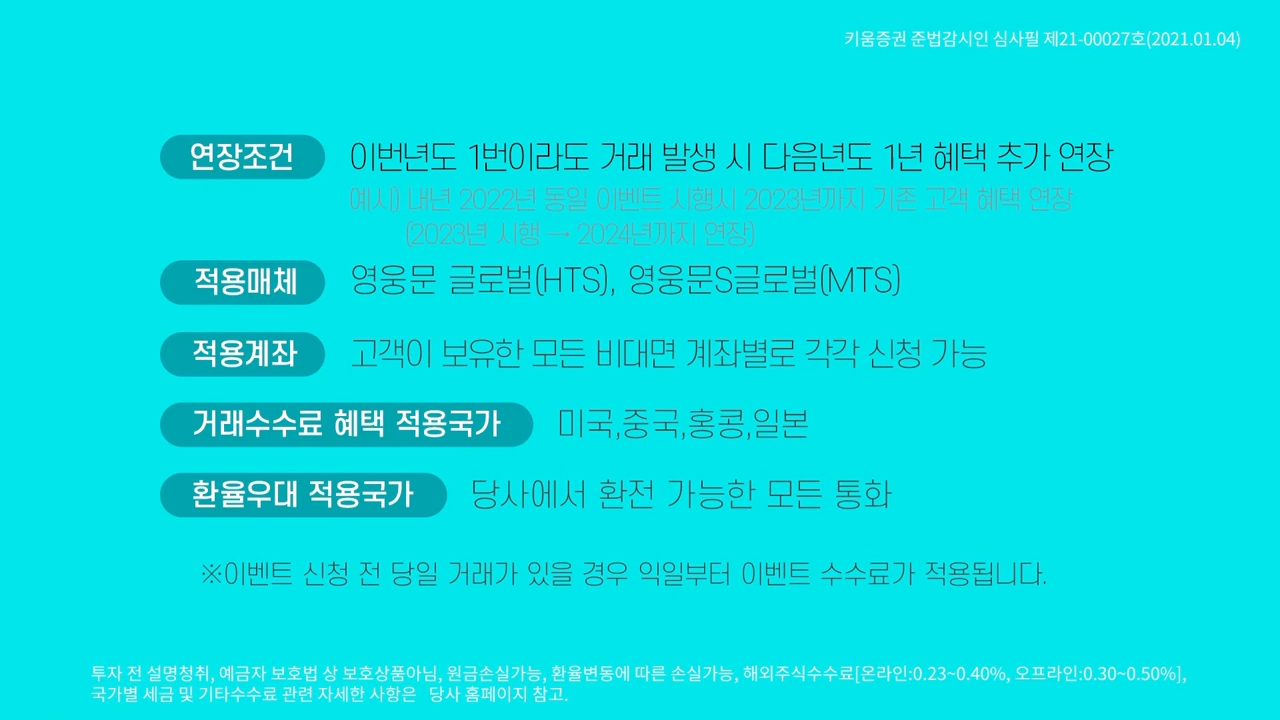 키움증권 준법감시인 심사필 제21-00027호(2021.01.04)
연장조건 이번년도 1번이라도 거래 발생 시 다음년도 1년 혜택 추가 연장
예시) 내년 2022년 동일 이벤트 시행시 2023년까지 기존 고객 혜택 연장
(2023년 시행 → 2024년까지 연장)
적용매체 영웅문 글로벌(HTS), 영웅문S글로벌(MTS)
적용계좌 고객이 보유한 모든 비대면 계좌별로 각각 신청 가능
거래수수료 혜택 적용국가 미국,중국,홍콩,일본
환율우대 적용국가 당사에서 환전 가능한 모든 통화
※이벤트 신청 전 당일 거래가 있을 경우 익일부터 이벤트 수수료가 적용됩니다.
투자 전 설명청취, 예금자 보호법 상 보호상품아님, 원금손실가능, 환율변동에 따른 손실가능, 해외주식수수료[온라인:0.23~0.40%, 오프라인:0.30~0.50%],
국가별 세금 및 기타수수료 관련 자세한 사항은 당사 홈페이지 참고.